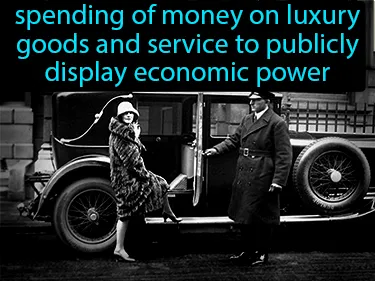 spending of money on luxury
goods and service to publicly
display economic power